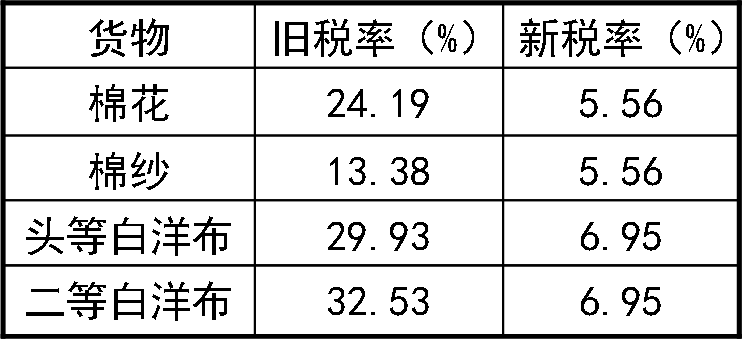 货物 旧税率（%） 新税率（%）
棉花 24.19 5.56
棉纱 13.38 5.56
头等白洋布 29.93 6.95
二等白洋布 32.53 6.95